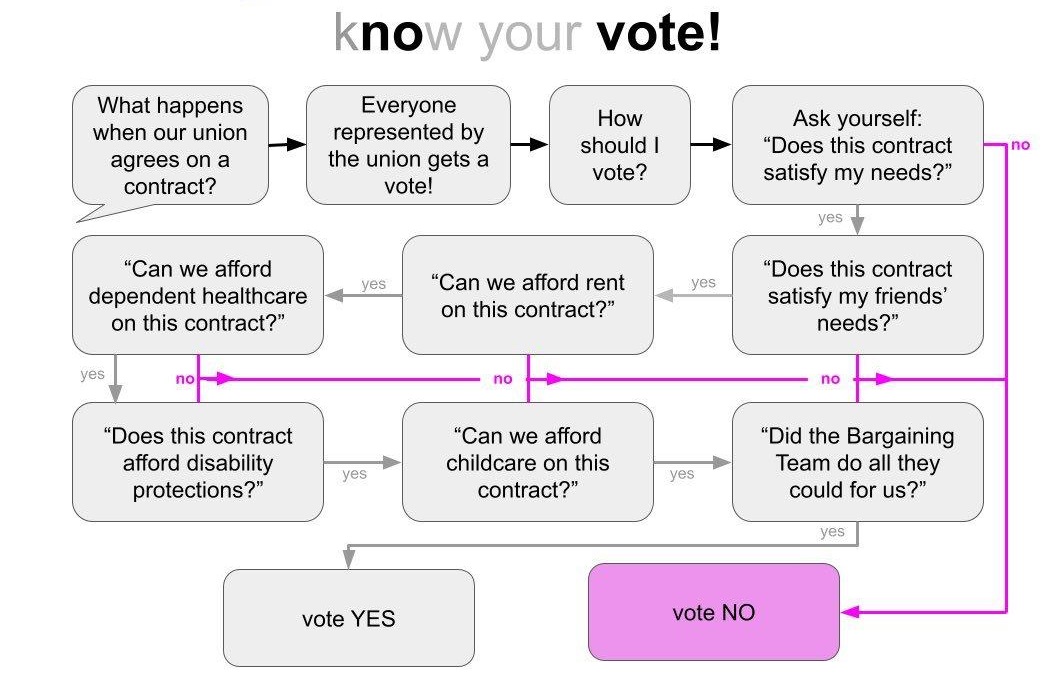 know your vote!
What happens
when our union
agrees on a
contract?
Everyone
represented by
the union gets a
vote!
How
should I
vote?
Ask yourself:
“Does this contract
satisfy my needs?”
no
yes
“Does this contract
satisfy my friends’
needs?”
yes
“Can we afford rent
on this contract?”
yes
“Can we afford
dependent healthcare
on this contract?”
yes
no
no
no
“Does this contract
afford disability
protections?”
yes
“Can we afford
childcare on this
contract?”
yes
“Did the Bargaining
Team do all they
could for us?”
yes
vote YES
vote NO